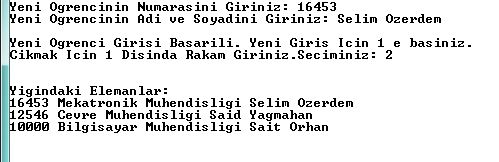 Yeni Ogrencinin Numarasini Giriniz: 16453
Yeni Ogrencinin Adi ve Soyadini Giriniz: Selim Ozerdem
Yeni Ogrenci Girisi Basarili. Yeni Giris Icin 1 e basiniz.
Cikmak Icin 1 Disinda Rakam Giriniz.Seciminiz: 2
Yigindaki Elemanlar:
16453 Mekatronik Muhendisligi Selim Ozerdem
12546 Cevre Muhendisligi Said Yagmahan
10000 Bilgisayar Muhendisligi Sait Orhan